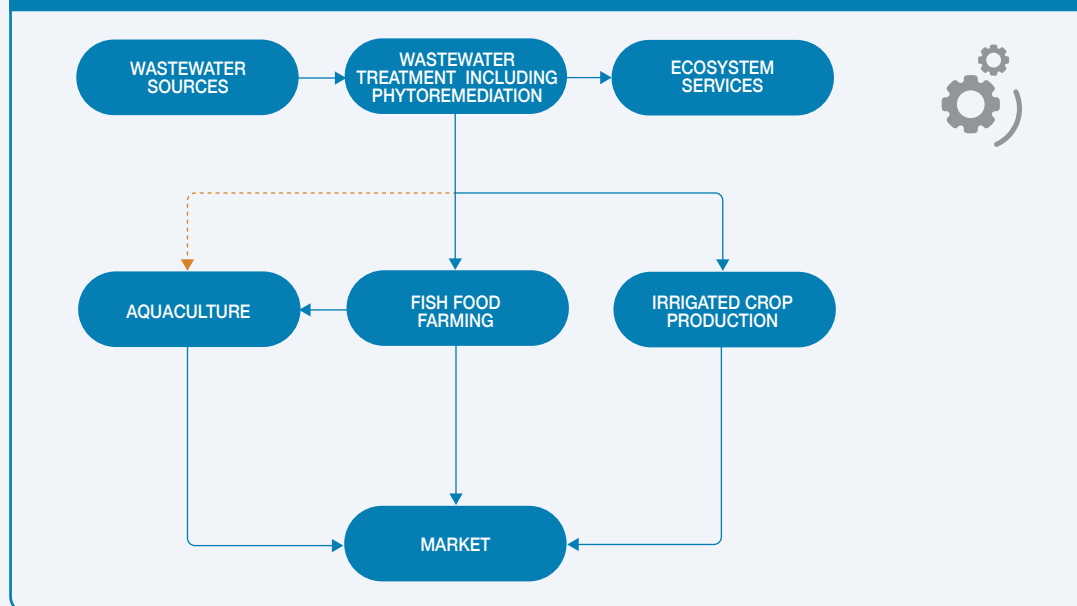 WASTEWATER
SOURCES
WASTEWATER
TREATMENT INCLUDING
PHYTOREMEDIATION
ECOSYSTEM
SERVICES
AQUACULTURE
FISH FOOD
FARMING
IRRIGATED CROP
PRODUCTION
MARKET